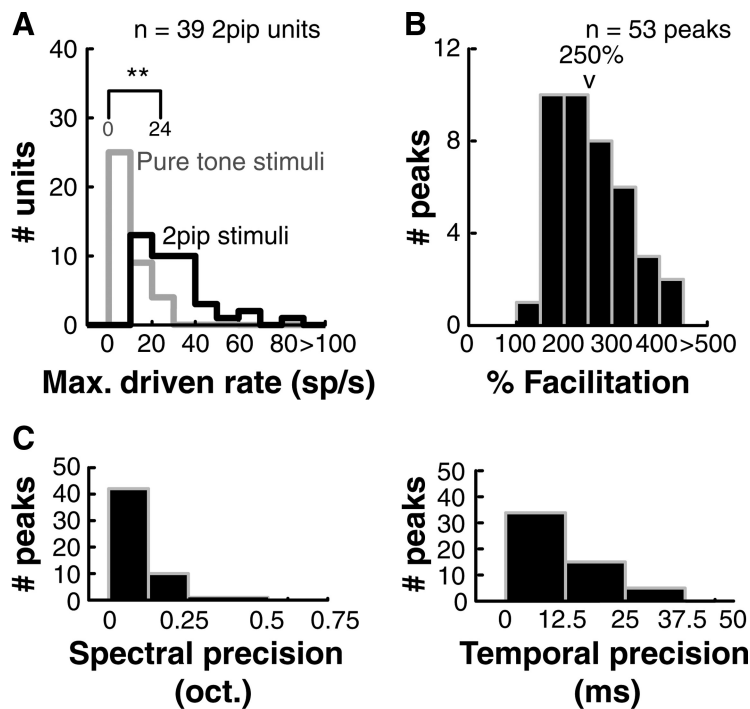 A
n = 39 2pip units
40
30
20
10
0
# units
**
0
24
Pure tone stimuli
2pip stimuli
0 20 40 60 80 >100
Max. driven rate (sp/s)
B
n = 53 peaks
250%
v
12
8
4
0
# peaks
0 100 200 300 400 >500
% Facilitation
C
50
40
30
20
10
0
# peaks
0 0.25 0.5 0.75
Spectral precision
(oct.)
50
40
30
20
10
0
# peaks
0 12.5 25 37.5 50
Temporal precision
(ms)